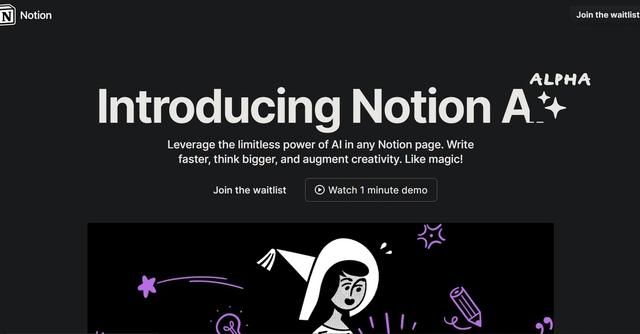 Notion
Join the waitlist
ALPHA
Introducing Notion A
Leverage the limitless power of AI in any Notion page. Write
faster, think bigger, and augment creativity. Like magic!
Join the waitlist
Watch 1 minute demo